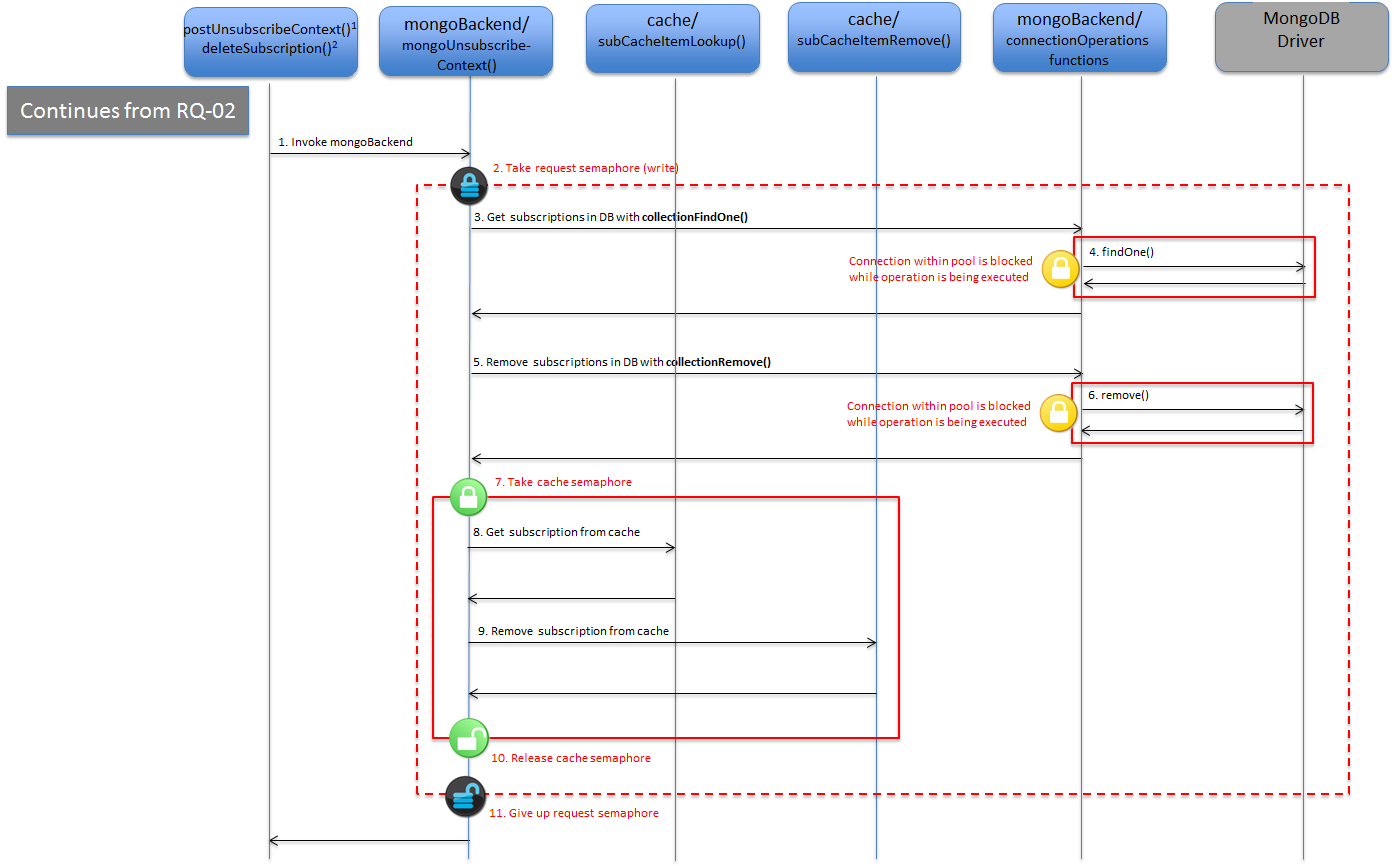 postUnsubscribeContext()1
deleteSubscription()2
mongoBackend/
mongoUnsubscribe-
Context()
cache/
subCacheItemLookup()
cache/
subCacheItemRemove()
mongoBackend/
connectionOperations
functions
MongoDB
Driver
Continues from RQ-02
1. Invoke mongoBackend
2. Take request semaphore (write)
3. Get subscriptions in DB with collectionFindOne()
4. findOne()
Connection within pool is blocked
while operation is being executed
5. Remove subscriptions in DB with collectionRemove()
6. remove()
Connection within pool is blocked
while operation is being executed
7. Take cache semaphore
8. Get subscription from cache
9. Remove subscription from cache
10. Release cache semaphore
11. Give up request semaphore